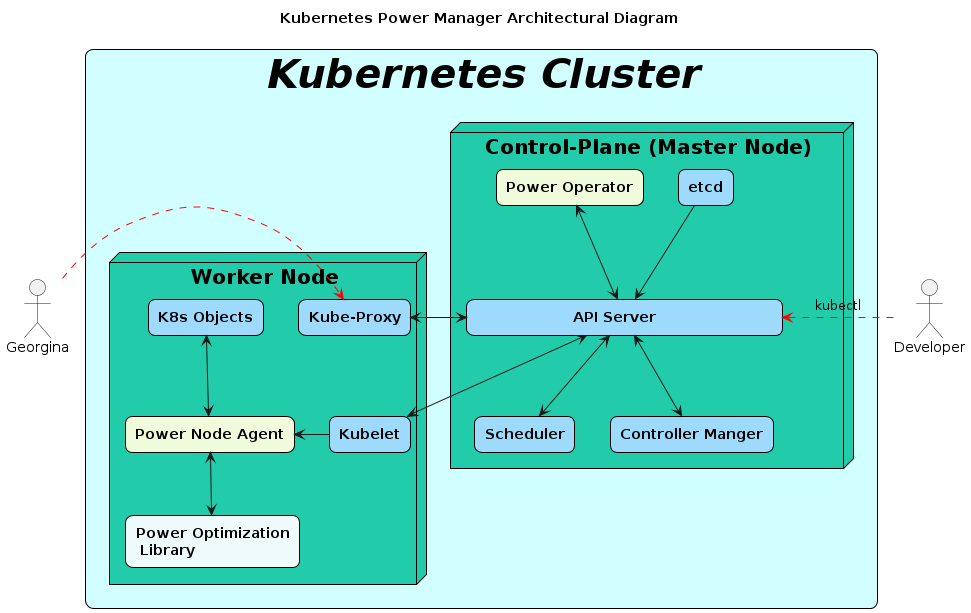 Kubernetes Power Manager Architectural Diagram
Kubernetes Cluster
Control-Plane (Master Node)
Power Operator
etcd
Worker Node
K8s Objects
Kube-Proxy
API Server
kubectl
Georgina
Developer
Power Node Agent
Kubelet
Scheduler
Controller Manger
Power Optimization
Library